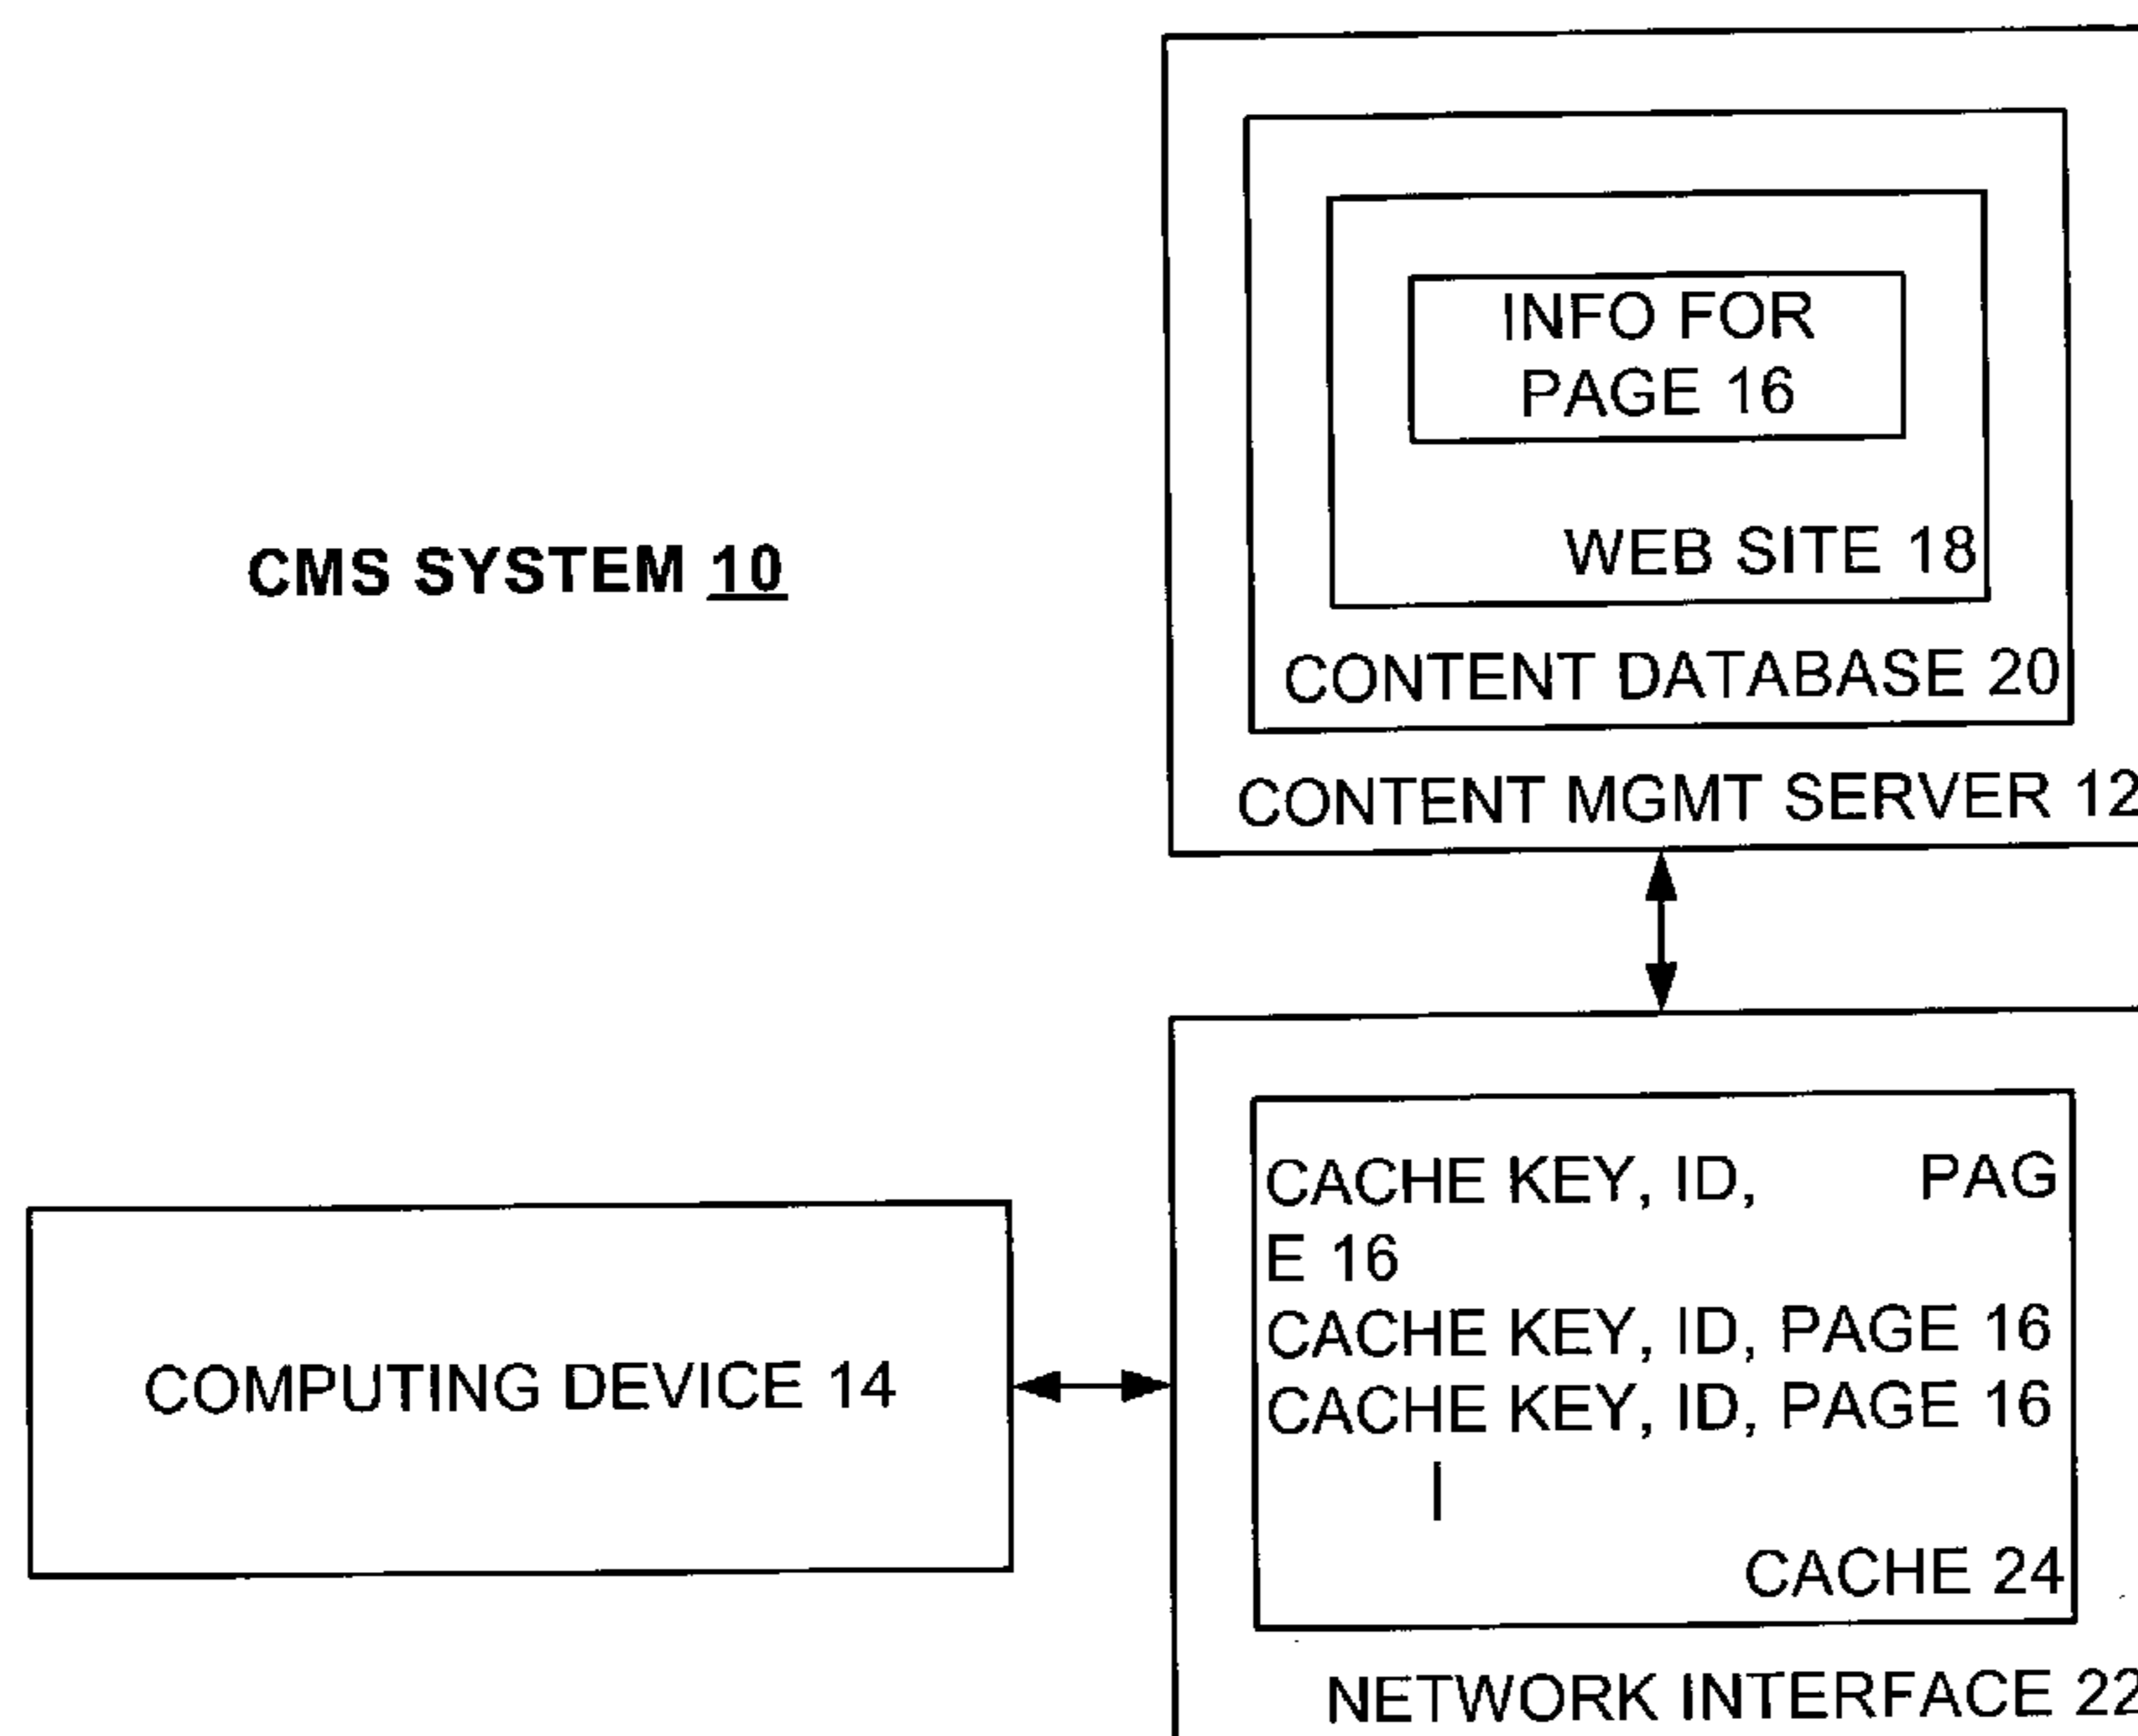 INFO FOR
PAGE 16
WEB SITE 18
CMS SYSTEM 10
CONTENT DATABASE 20
CONTENT MGMT SERVER 12
CACHE KEY, ID, PAG
E 16
CACHE KEY, ID, PAGE 16
CACHE KEY, ID, PAGE 16
|
COMPUTING DEVICE 14
CACHE 24
NETWORK INTERFACE 22